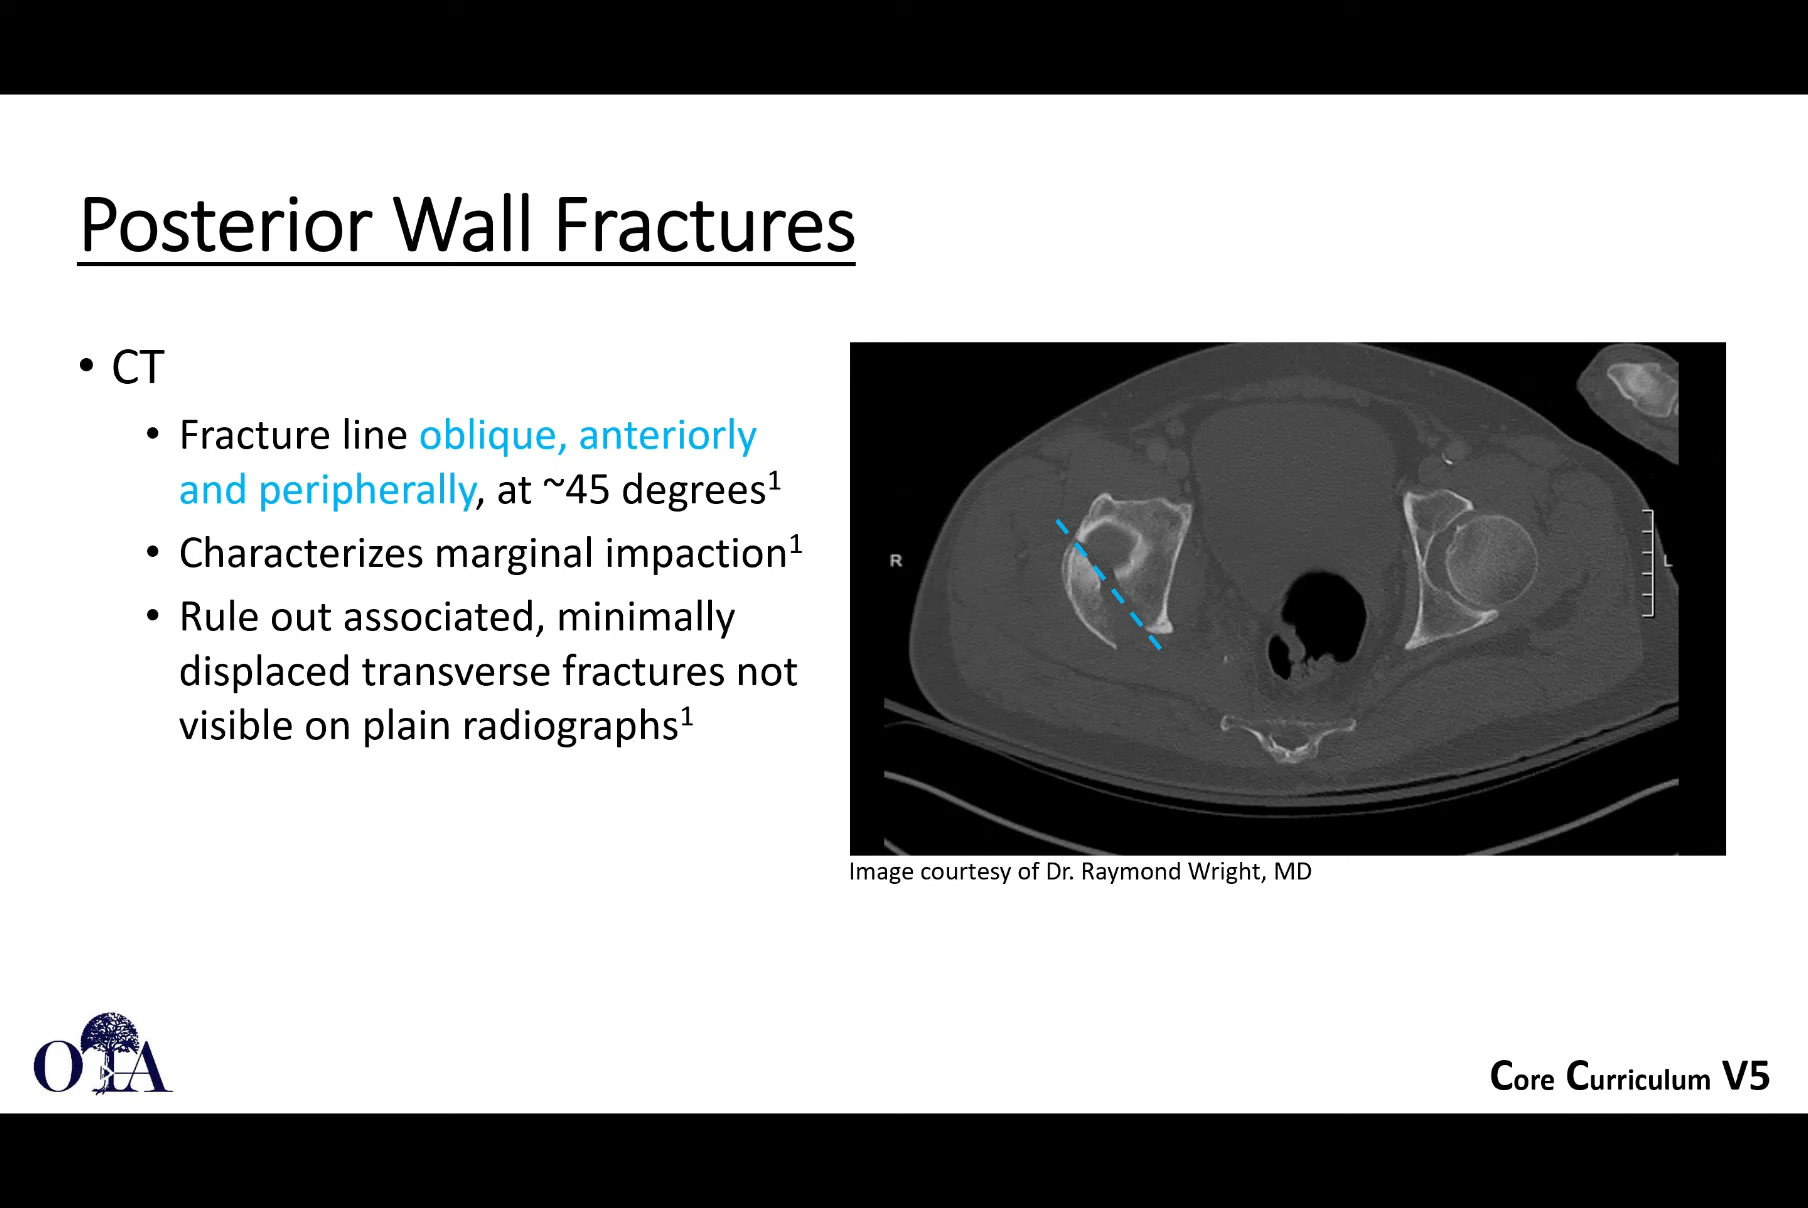 Posterior Wall Fractures
• CT
• Fracture line oblique, anteriorly
and peripherally, at ~45 degrees¹
• Characterizes marginal impaction¹
• Rule out associated, minimally
displaced transverse fractures not
visible on plain radiographs¹
R
L
Image courtesy of Dr. Raymond Wright, MD
OTA
Core Curriculum V5